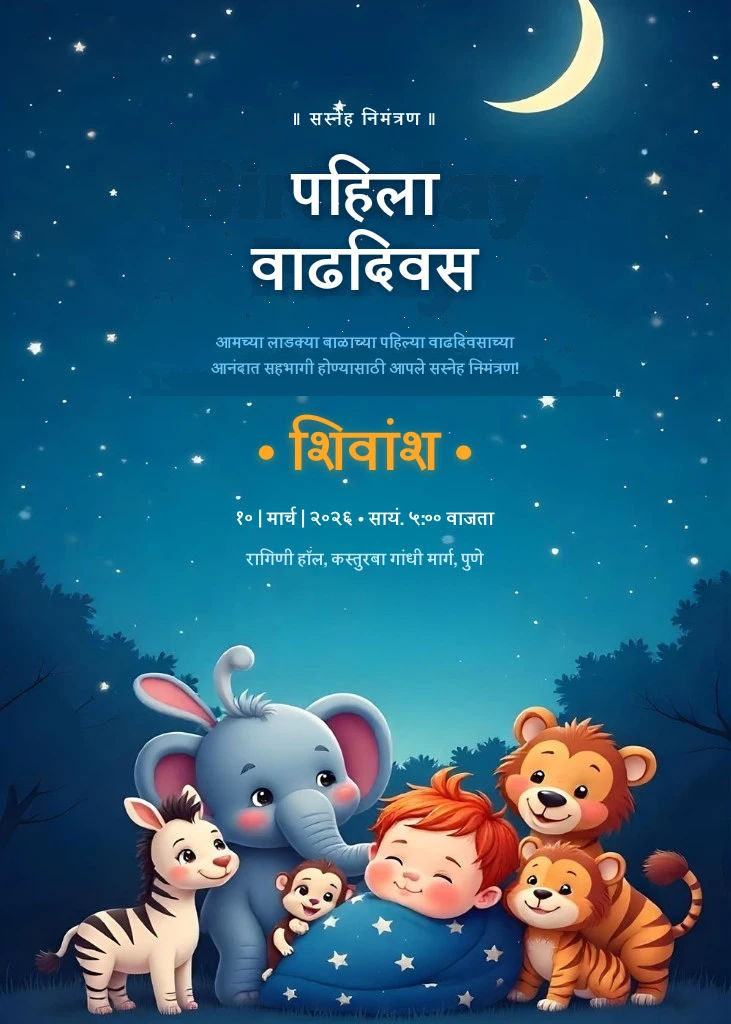 ॥ सस्नेह निमंत्रण ॥
पहिला
वाढदिवस
आमच्या लाडक्या बाळाच्या पहिल्या वाढदिवसाच्या
आनंदात सहभागी होण्यासाठी आपले सस्नेह निमंत्रण!
• शिवांश •
१० | मार्च | २०२६ • सायं. ५:०० वाजता
रागिणी हॉल, कस्तुरबा गांधी मार्ग, पुणे